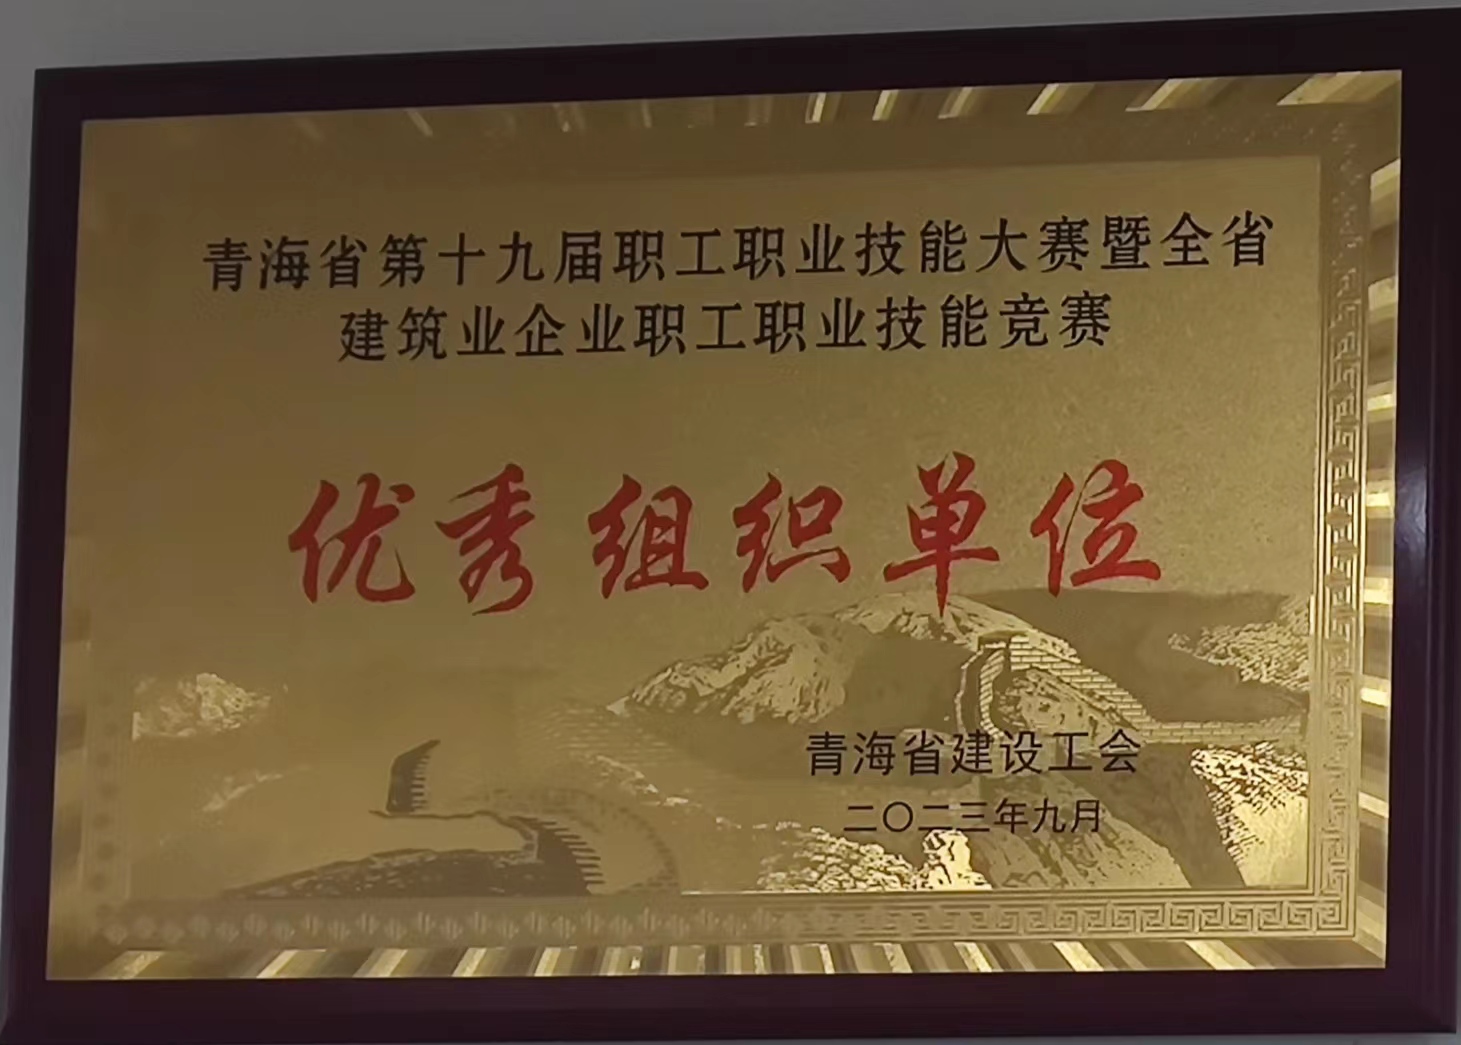 青海省第十九届职工职业技能大赛暨全省
建筑业企业职工职业技能竞赛
优秀组织单位
青海省建设工会
二〇二三年九月